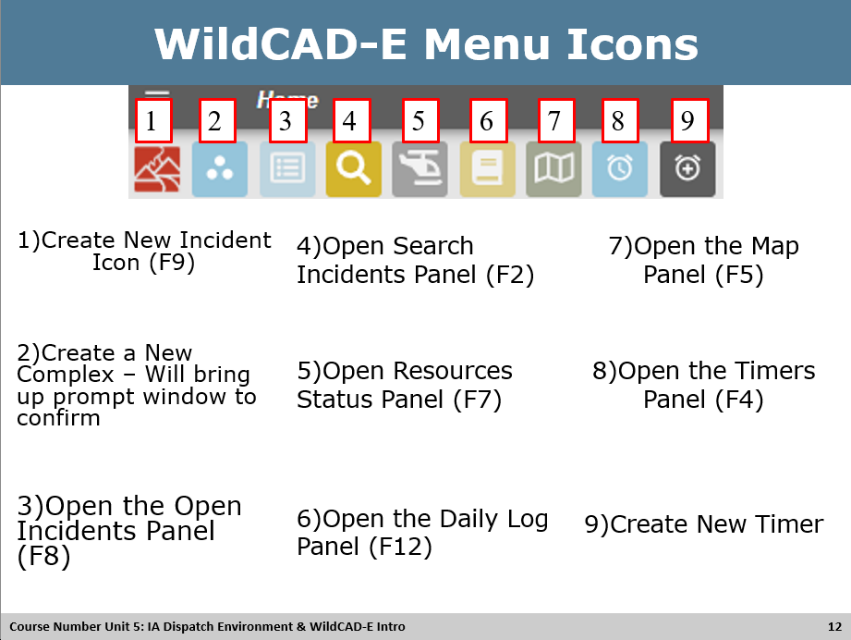 WildCAD-E Menu Icons
Home
1 2 3 4 5 6 7 8 9
1)Create New Incident
Icon (F9)
2)Create a New
Complex – Will bring
up prompt window to
confirm
3)Open the Open
Incidents Panel
(F8)
4)Open Search
Incidents Panel (F2)
5)Open Resources
Status Panel (F7)
6)Open the Daily Log
Panel (F12)
7)Open the Map
Panel (F5)
8)Open the Timers
Panel (F4)
9)Create New Timer
Course Number Unit 5: IA Dispatch Environment & WildCAD-E Intro
12